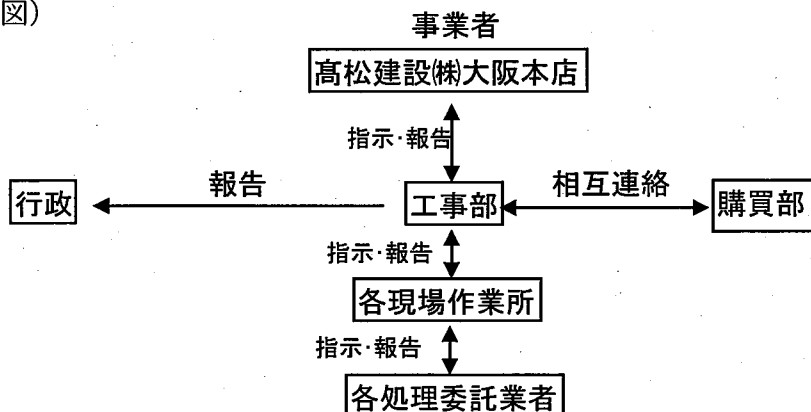 図)
事業者
髙松建設㈱大阪本店
指示・報告
行政
報告
工事部
相互連絡
購買部
指示・報告
各現場作業所
指示・報告
各処理委託業者